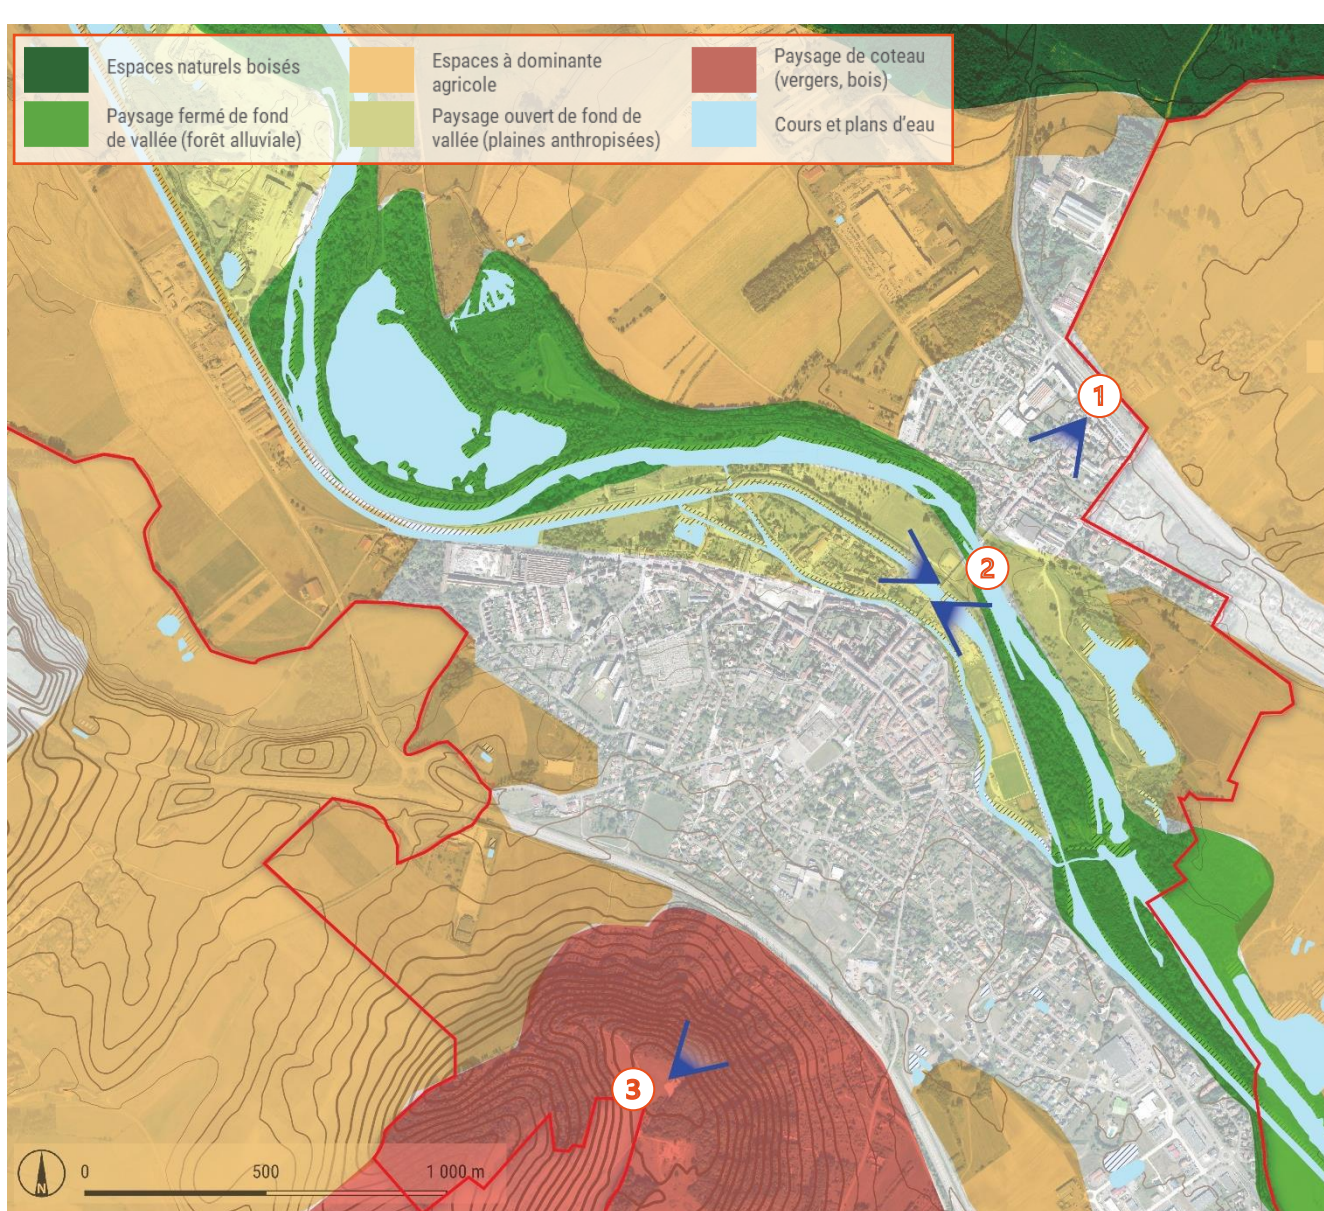 Espaces naturels boisés
Paysage fermé de fond
de vallée (forêt alluviale)
Espaces à dominante
agricole
Paysage ouvert de fond de
vallée (plaines anthropisées)
Paysage de coteau
(vergers, bois)
Cours et plans d'eau
1
2
3
N
0 500 1 000 m